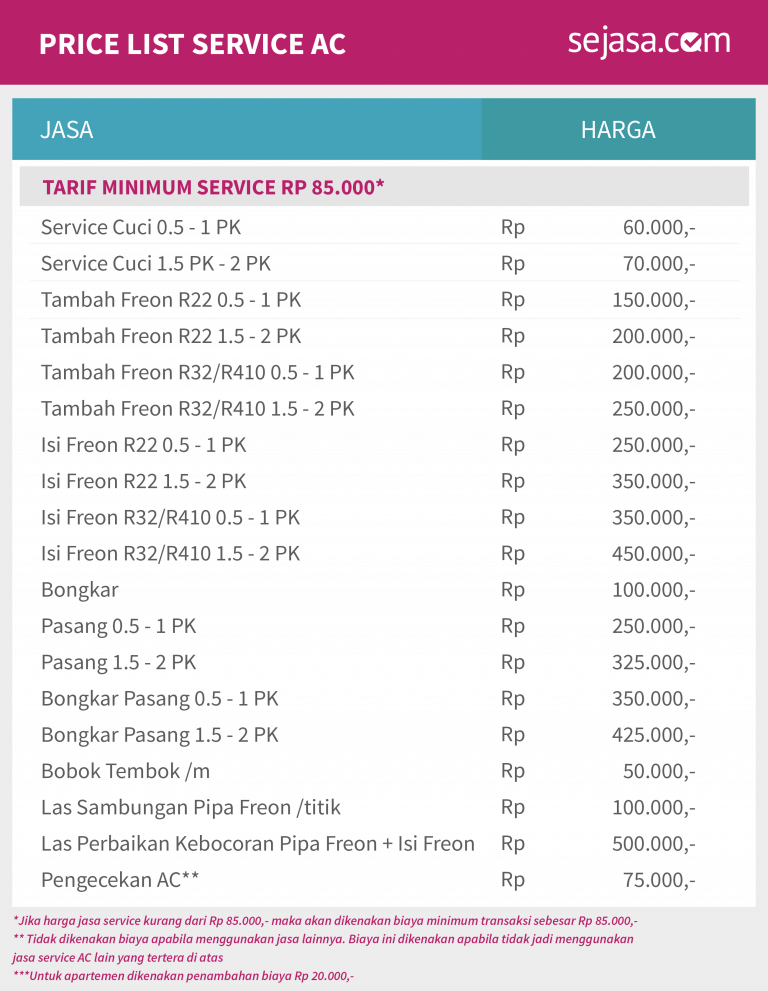 PRICE LIST SERVICE AC
sejasa.com
JASA HARGA
TARIF MINIMUM SERVICE RP 85.000*
Service Cuci 0.5 - 1 PK Rp 60.000,-
Service Cuci 1.5 PK - 2 PK Rp 70.000,-
Tambah Freon R22 0.5 - 1 PK Rp 150.000,-
Tambah Freon R22 1.5 - 2 PK Rp 200.000,-
Tambah Freon R32/R410 0.5 - 1 PK Rp 200.000,-
Tambah Freon R32/R410 1.5 - 2 PK Rp 250.000,-
Isi Freon R22 0.5 - 1 PK Rp 250.000,-
Isi Freon R22 1.5 - 2 PK Rp 350.000,-
Isi Freon R32/R410 0.5 - 1 PK Rp 350.000,-
Isi Freon R32/R410 1.5 - 2 PK Rp 450.000,-
Bongkar Rp 100.000,-
Pasang 0.5 - 1 PK Rp 250.000,-
Pasang 1.5 - 2 PK Rp 325.000,-
Bongkar Pasang 0.5 - 1 PK Rp 350.000,-
Bongkar Pasang 1.5 - 2 PK Rp 425.000,-
Bobok Tembok /m Rp 50.000,-
Las Sambungan Pipa Freon /titik Rp 100.000,-
Las Perbaikan Kebocoran Pipa Freon + Isi Freon Rp 500.000,-
Pengecekan AC** Rp 75.000,-
*Jika harga jasa service kurang dari Rp 85.000,- maka akan dikenakan biaya minimum transaksi sebesar Rp 85.000,-
** Tidak dikenakan biaya apabila menggunakan jasa lainnya. Biaya ini dikenakan apabila tidak jadi menggunakan
jasa service AC lain yang tertera di atas
***Untuk apartemen dikenakan penambahan biaya Rp 20.000,-